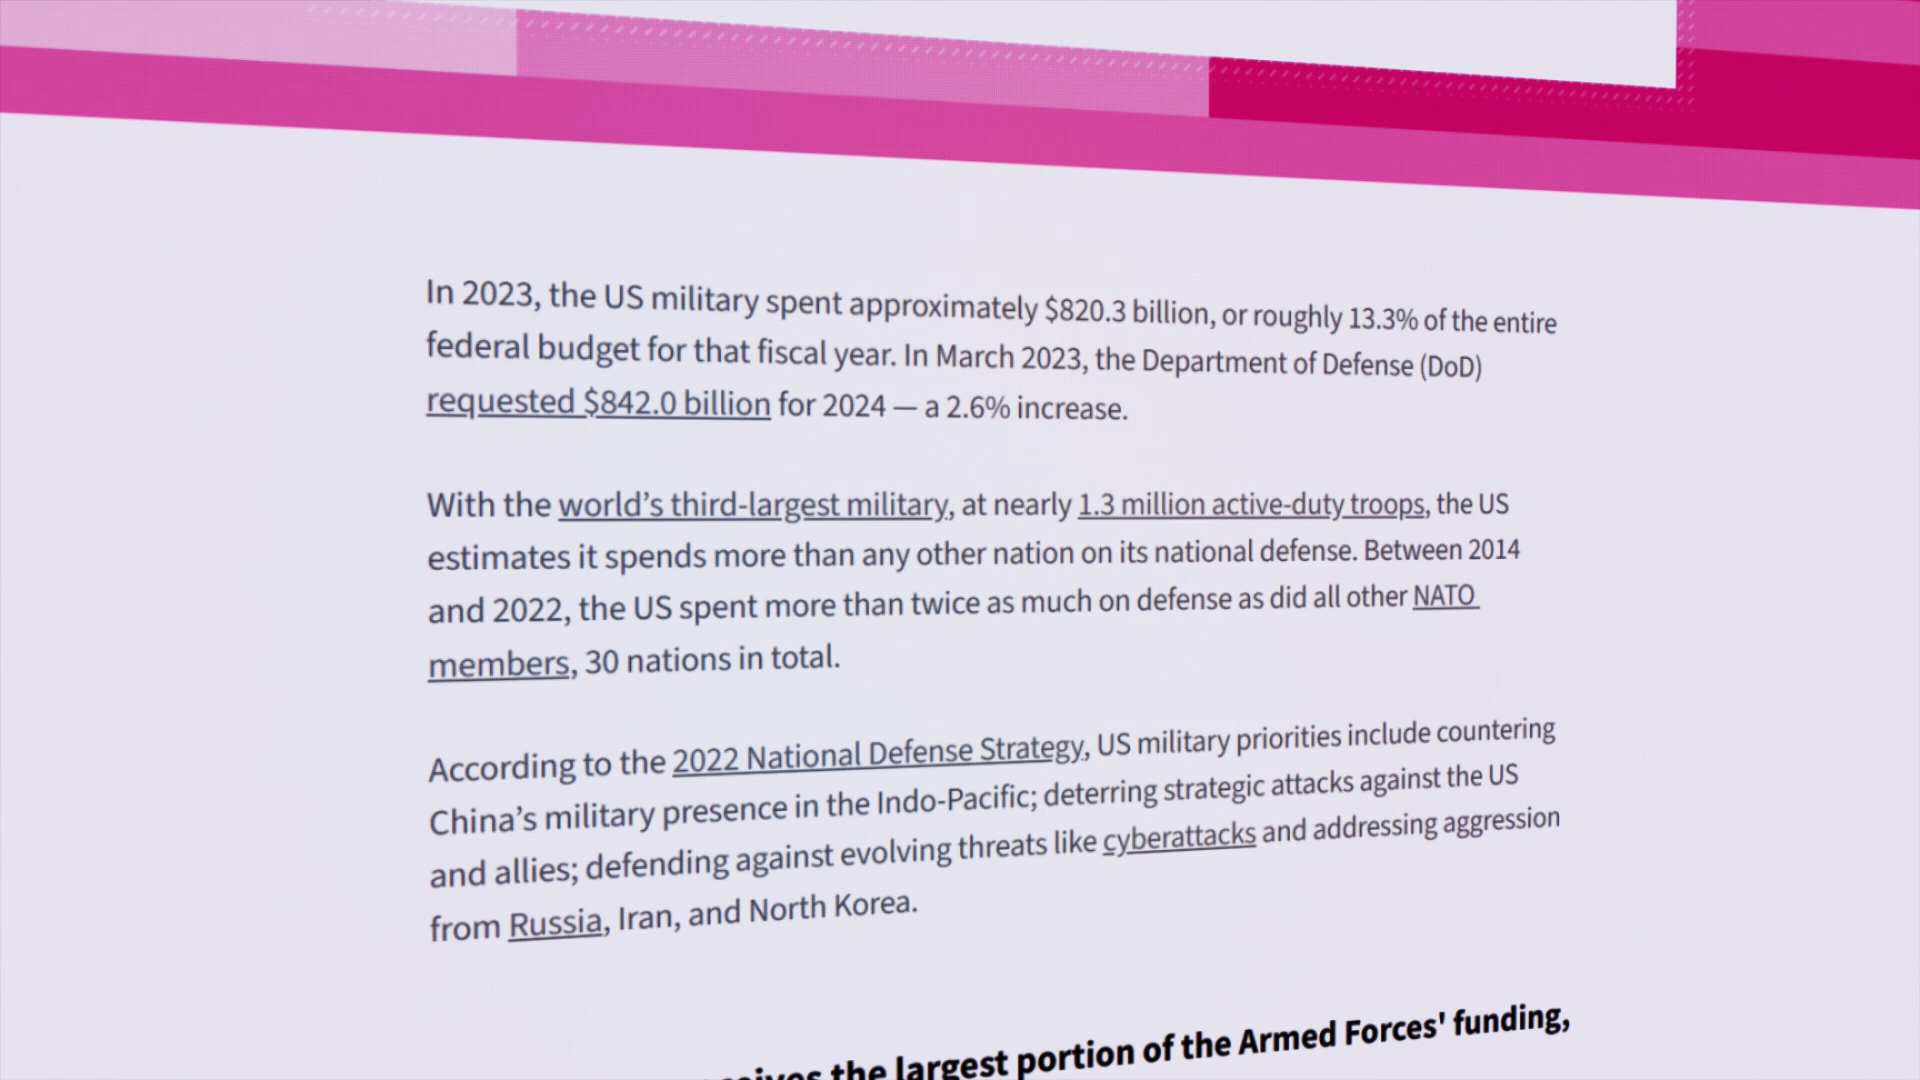 In 2023, the US military spent approximately $820.3 billion, or roughly 13.3% of the entire
federal budget for that fiscal year. In March 2023, the Department of Defense (DoD)
requested $842.0 billion for 2024 — a 2.6% increase.
With the world’s third-largest military, at nearly 1.3 million active-duty troops, the US
estimates it spends more than any other nation on its national defense. Between 2014
and 2022, the US spent more than twice as much on defense as did all other NATO
members, 30 nations in total.
According to the 2022 National Defense Strategy, US military priorities include countering
China’s military presence in the Indo-Pacific; deterring strategic attacks against the US
and allies; defending against evolving threats like cyberattacks and addressing aggression
from Russia, Iran, and North Korea.
the largest portion of the Armed Forces' funding,